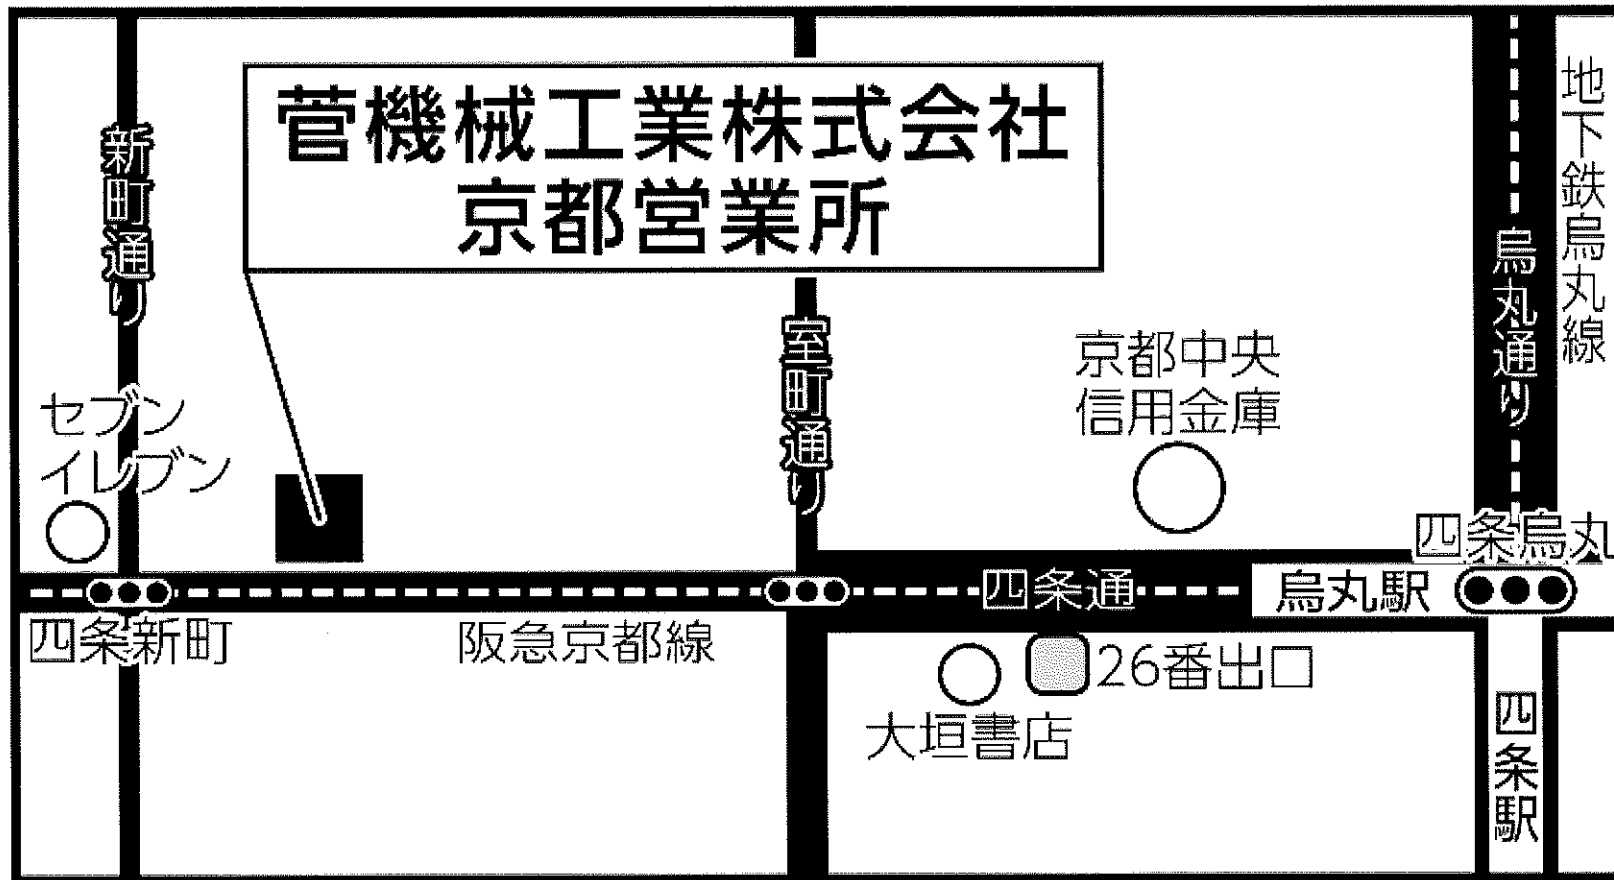 菅機械工業株式会社
京都営業所
新町通り
室町通り
烏丸通り
地下鉄烏丸線
セブン
イレブン
京都中央
信用金庫
四条烏丸
四条通
烏丸駅
四条新町
阪急京都線
26番出口
大垣書店
四条駅